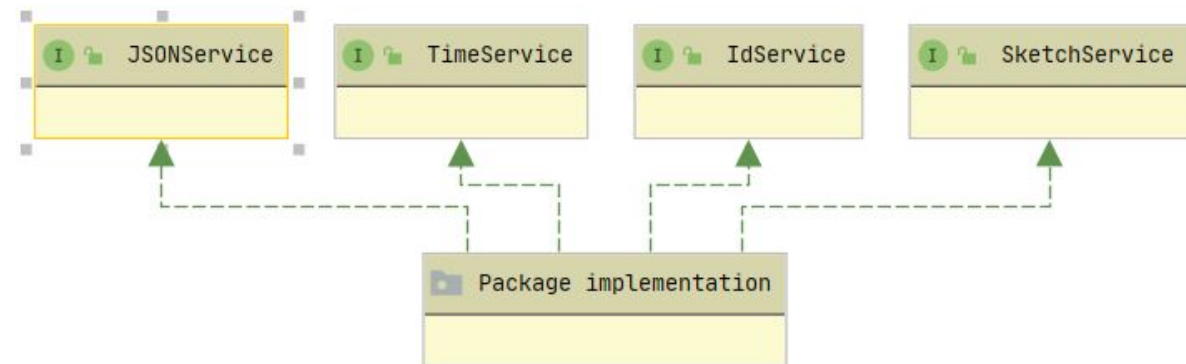 I JSONService
I TimeService
I IdService
I SketchService
Package implementation